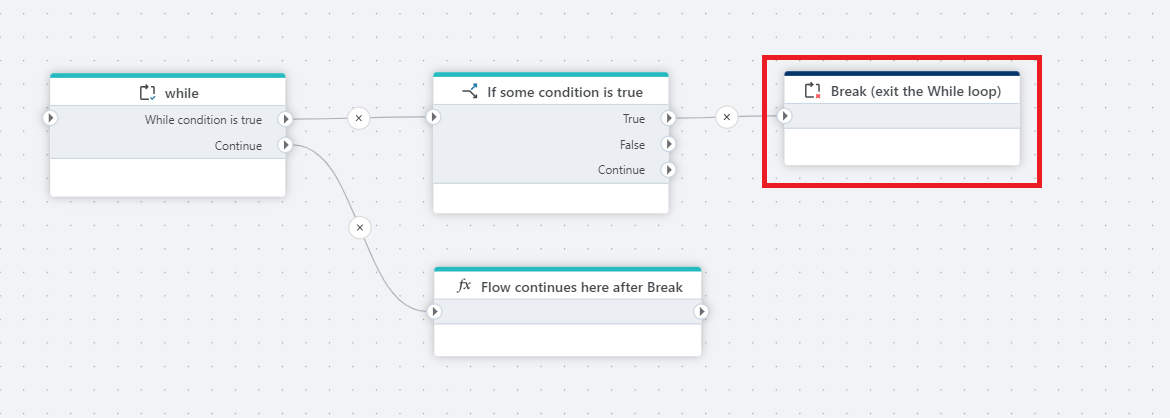 while
While condition is true
Continue
If some condition is true
True
False
Continue
Break (exit the While loop)
fx Flow continues here after Break